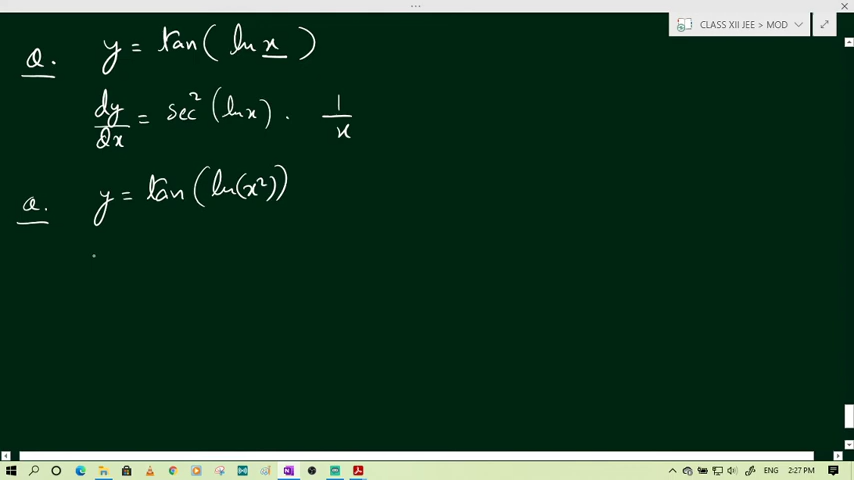 CLASS XII JEE > MOD
Q. y = tan ( ln x )
dy/dx = sec² (ln x) · 1/x
Q. y = tan (ln(x²))
ENG 2:27 PM